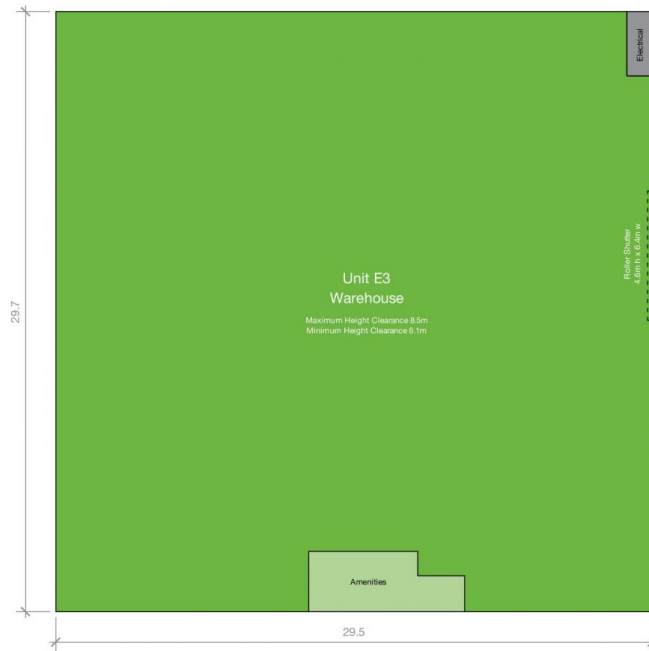 Electrical
Roller Shutter
4.6m h x 6.4m w
Unit E3
Warehouse
Maximum Height Clearance 8.5m
Minimum Height Clearance 6.1m
29.7
Amenities
29.5